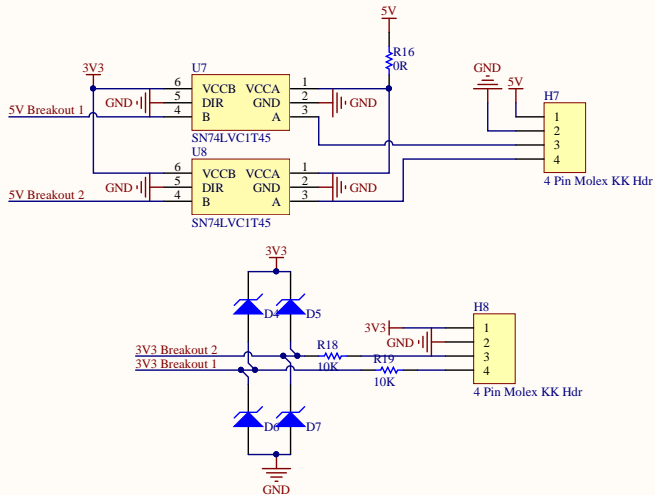 5V
R16
0R
3V3
U7
6 VCCB VCCA 1
GND 5 DIR GND 2 GND
5V Breakout 1 4 B A 3
SN74LVC1T45
GND
5V
H7
1
2
3
4
4 Pin Molex KK Hdr
U8
6 VCCB VCCA 1
GND 5 DIR GND 2 GND
5V Breakout 2 4 B A 3
SN74LVC1T45
3V3
D4 D5
H8
3V3 1
GND 2
3V3 Breakout 2 R18 3
10K
3V3 Breakout 1 R19 4
10K
4 Pin Molex KK Hdr
D6 D7
GND